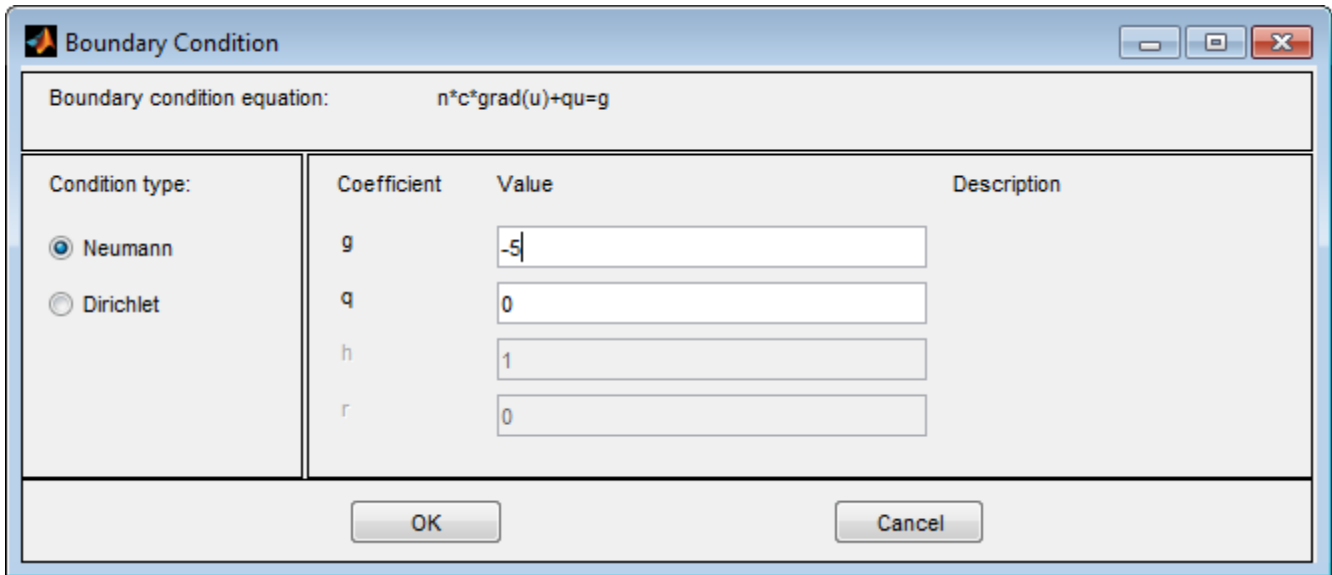 Boundary Condition
Boundary condition equation: n*c*grad(u)+qu=g
Condition type:
Neumann
Dirichlet
Coefficient Value Description
g -5
q 0
h 1
r 0
OK Cancel